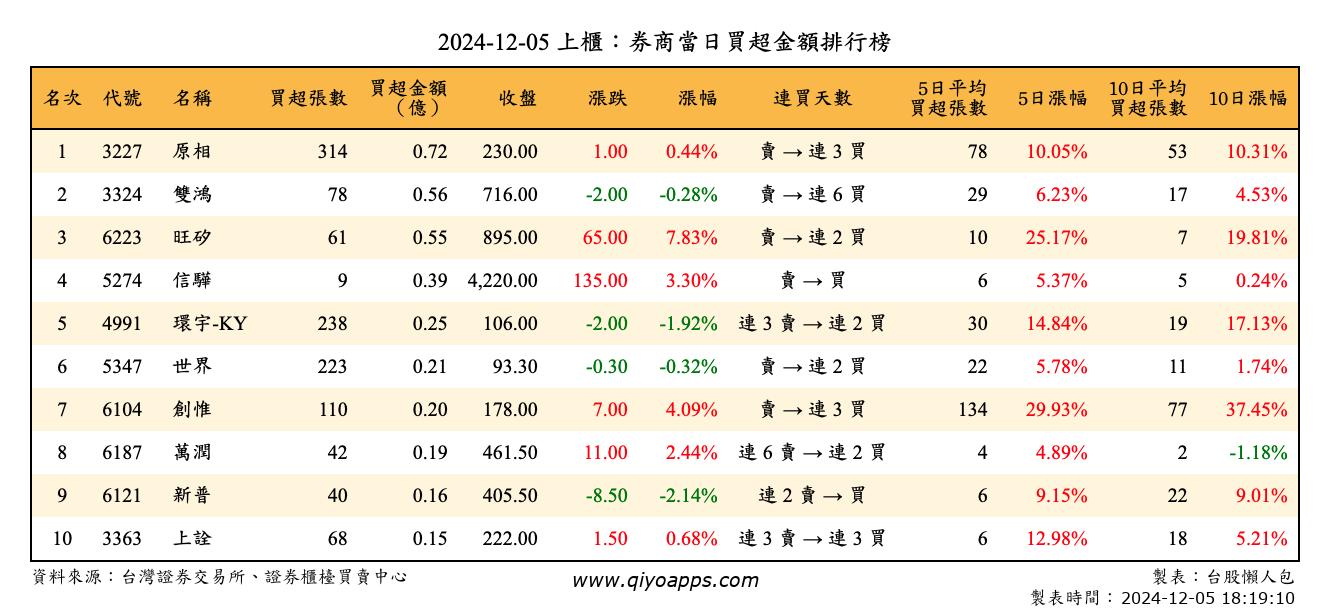 2024-12-05 上櫃：券商當日買超金額排行榜
名次 代號 名稱 買超張數 買超金額（億） 收盤 漲跌 漲幅 連買天數 5日平均買超張數 5日漲幅 10日平均買超張數 10日漲幅
1 3227 原相 314 0.72 230.00 1.00 0.44% 賣 → 連 3 買 78 10.05% 53 10.31%
2 3324 雙鴻 78 0.56 716.00 -2.00 -0.28% 賣 → 連 6 買 29 6.23% 17 4.53%
3 6223 旺矽 61 0.55 895.00 65.00 7.83% 賣 → 連 2 買 10 25.17% 7 19.81%
4 5274 信驊 9 0.39 4,220.00 135.00 3.30% 賣 → 買 6 5.37% 5 0.24%
5 4991 環宇-KY 238 0.25 106.00 -2.00 -1.92% 連 3 賣 → 連 2 買 30 14.84% 19 17.13%
6 5347 世界 223 0.21 93.30 -0.30 -0.32% 賣 → 連 2 買 22 5.78% 11 1.74%
7 6104 創惟 110 0.20 178.00 7.00 4.09% 賣 → 連 3 買 134 29.93% 77 37.45%
8 6187 萬潤 42 0.19 461.50 11.00 2.44% 連 6 賣 → 連 2 買 4 4.89% 2 -1.18%
9 6121 新普 40 0.16 405.50 -8.50 -2.14% 連 2 賣 → 買 6 9.15% 22 9.01%
10 3363 上詮 68 0.15 222.00 1.50 0.68% 連 3 賣 → 連 3 買 6 12.98% 18 5.21%
資料來源：台灣證券交易所、證券櫃檯買賣中心 www.qiyoapps.com 製表：台股懶人包
製表時間：2024-12-05 18:19:10